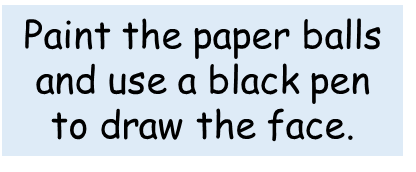 Paint the paper balls
and use a black pen
to draw the face.